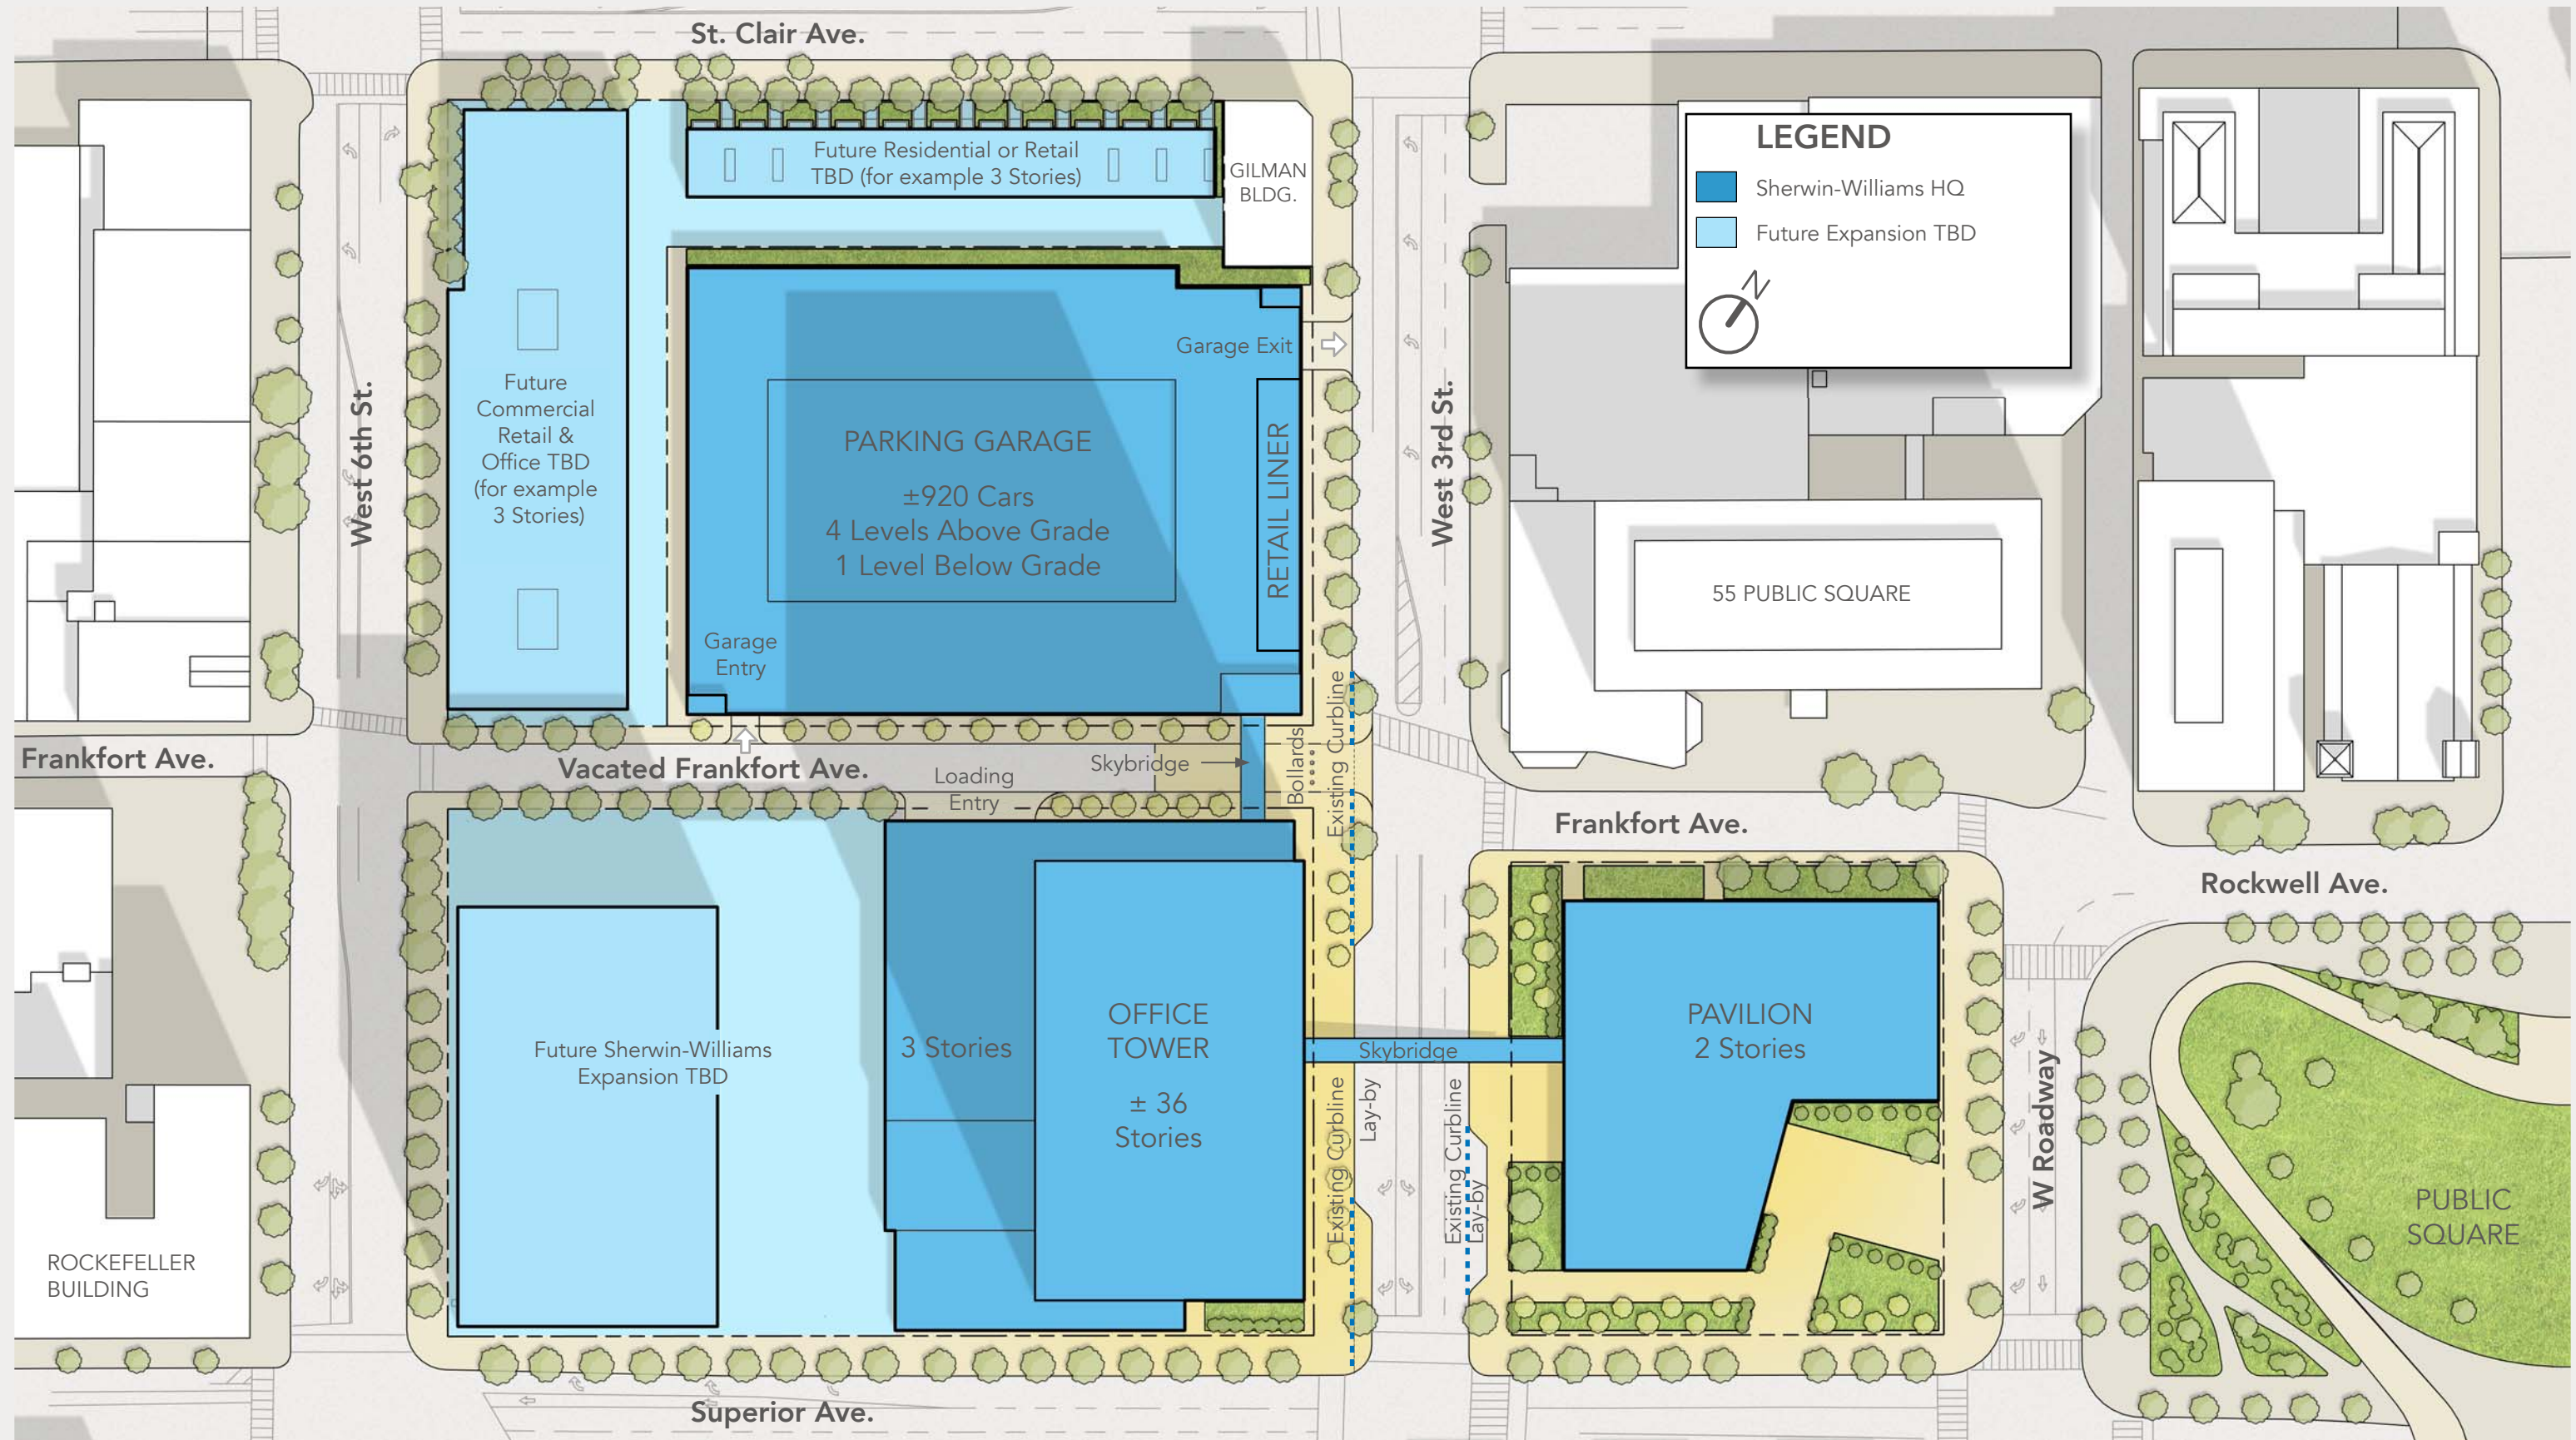 St. Clair Ave.
Future Residential or Retail
TBD (for example 3 Stories)
GILMAN
BLDG.
LEGEND
Sherwin-Williams HQ
Future Expansion TBD
N
Garage Exit
West 6th St.
Future
Commercial
Retail &
Office TBD
(for example
3 Stories)
PARKING GARAGE
±920 Cars
4 Levels Above Grade
1 Level Below Grade
RETAIL LINER
West 3rd St.
55 PUBLIC SQUARE
Garage
Entry
Frankfort Ave.
Vacated Frankfort Ave.
Loading
Entry
Skybridge
Bollards
Existing Curbline
Frankfort Ave.
Rockwell Ave.
Future Sherwin-Williams
Expansion TBD
3 Stories
OFFICE
TOWER
± 36
Stories
Skybridge
PAVILION
2 Stories
Existing Curbline
Lay-by
Existing Curbline
Lay-by
W Roadway
PUBLIC
SQUARE
ROCKEFELLER
BUILDING
Superior Ave.